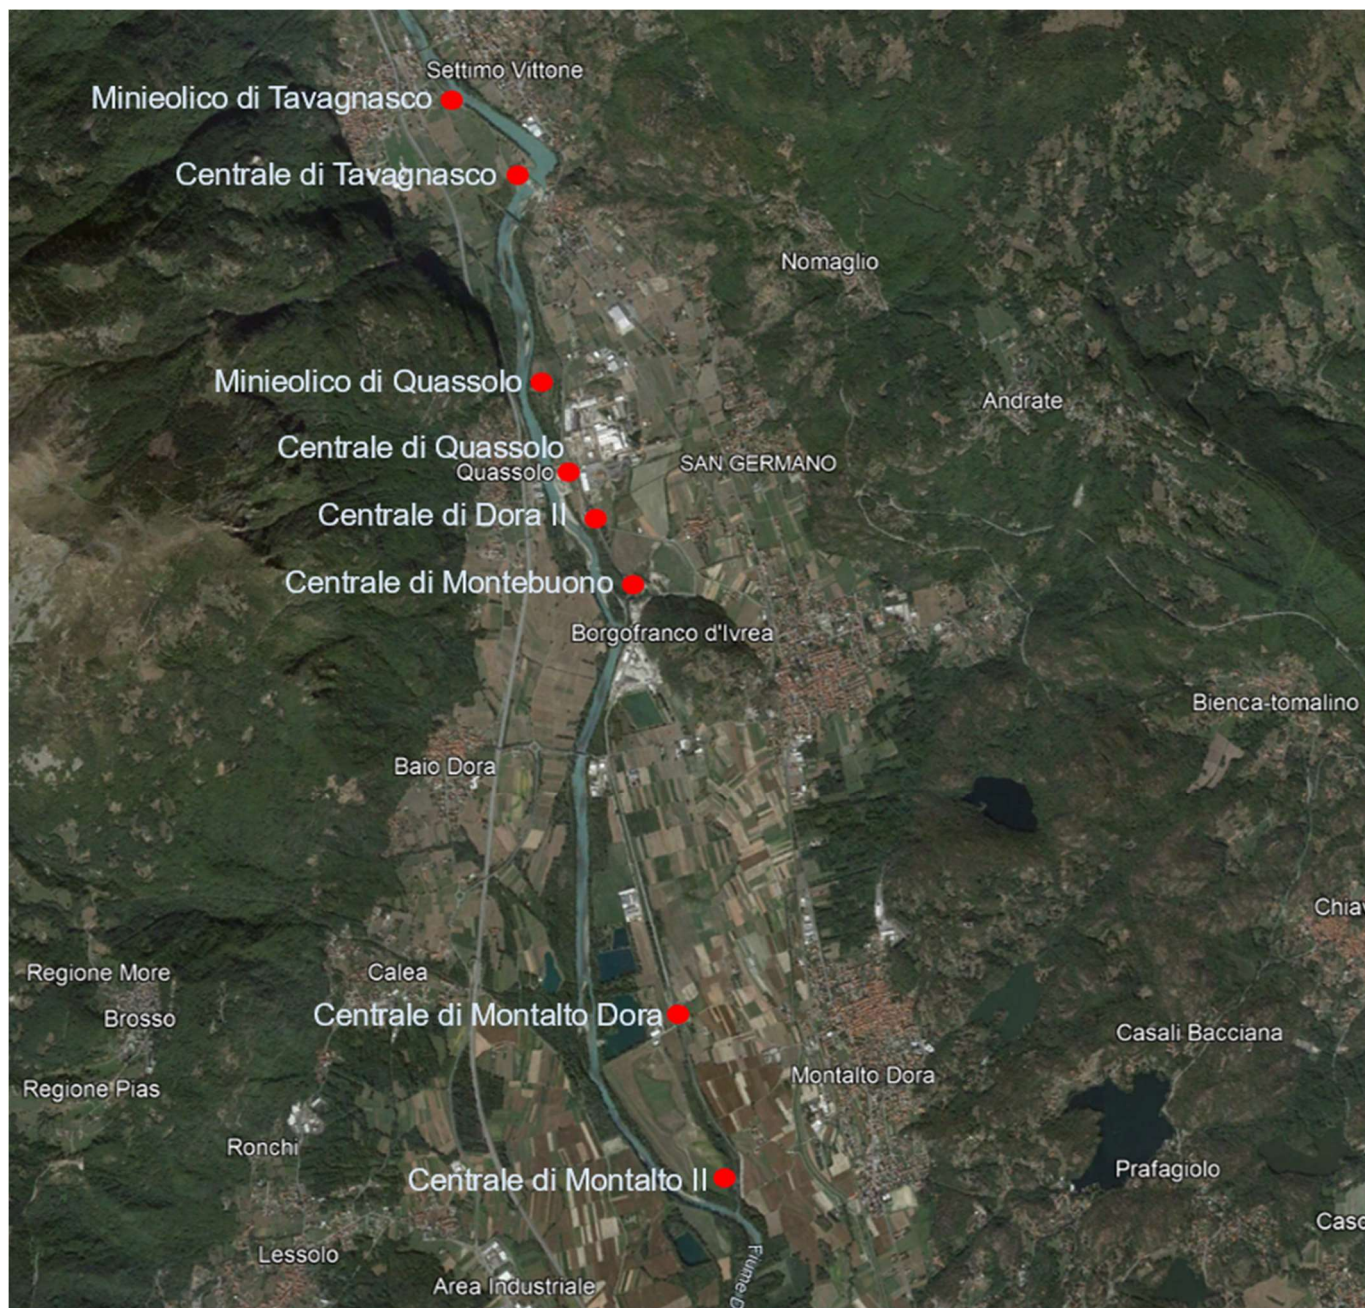 Settimo Vittone
Minieolico di Tavagnasco
Centrale di Tavagnasco
Nomaglio
Minieolico di Quassolo
Andrate
Centrale di Quassolo
Quassolo
SAN GERMANO
Centrale di Dora II
Centrale di Montebuono
Borgofranco d'Ivrea
Bienca-tomalino
Baio Dora
Regione More
Calea
Brosso
Centrale di Montalto Dora
Casali Bacciana
Montalto Dora
Regione Pias
Ronchi
Prafagiolo
Centrale di Montalto II
Lessolo
Area Industriale
Fiume D